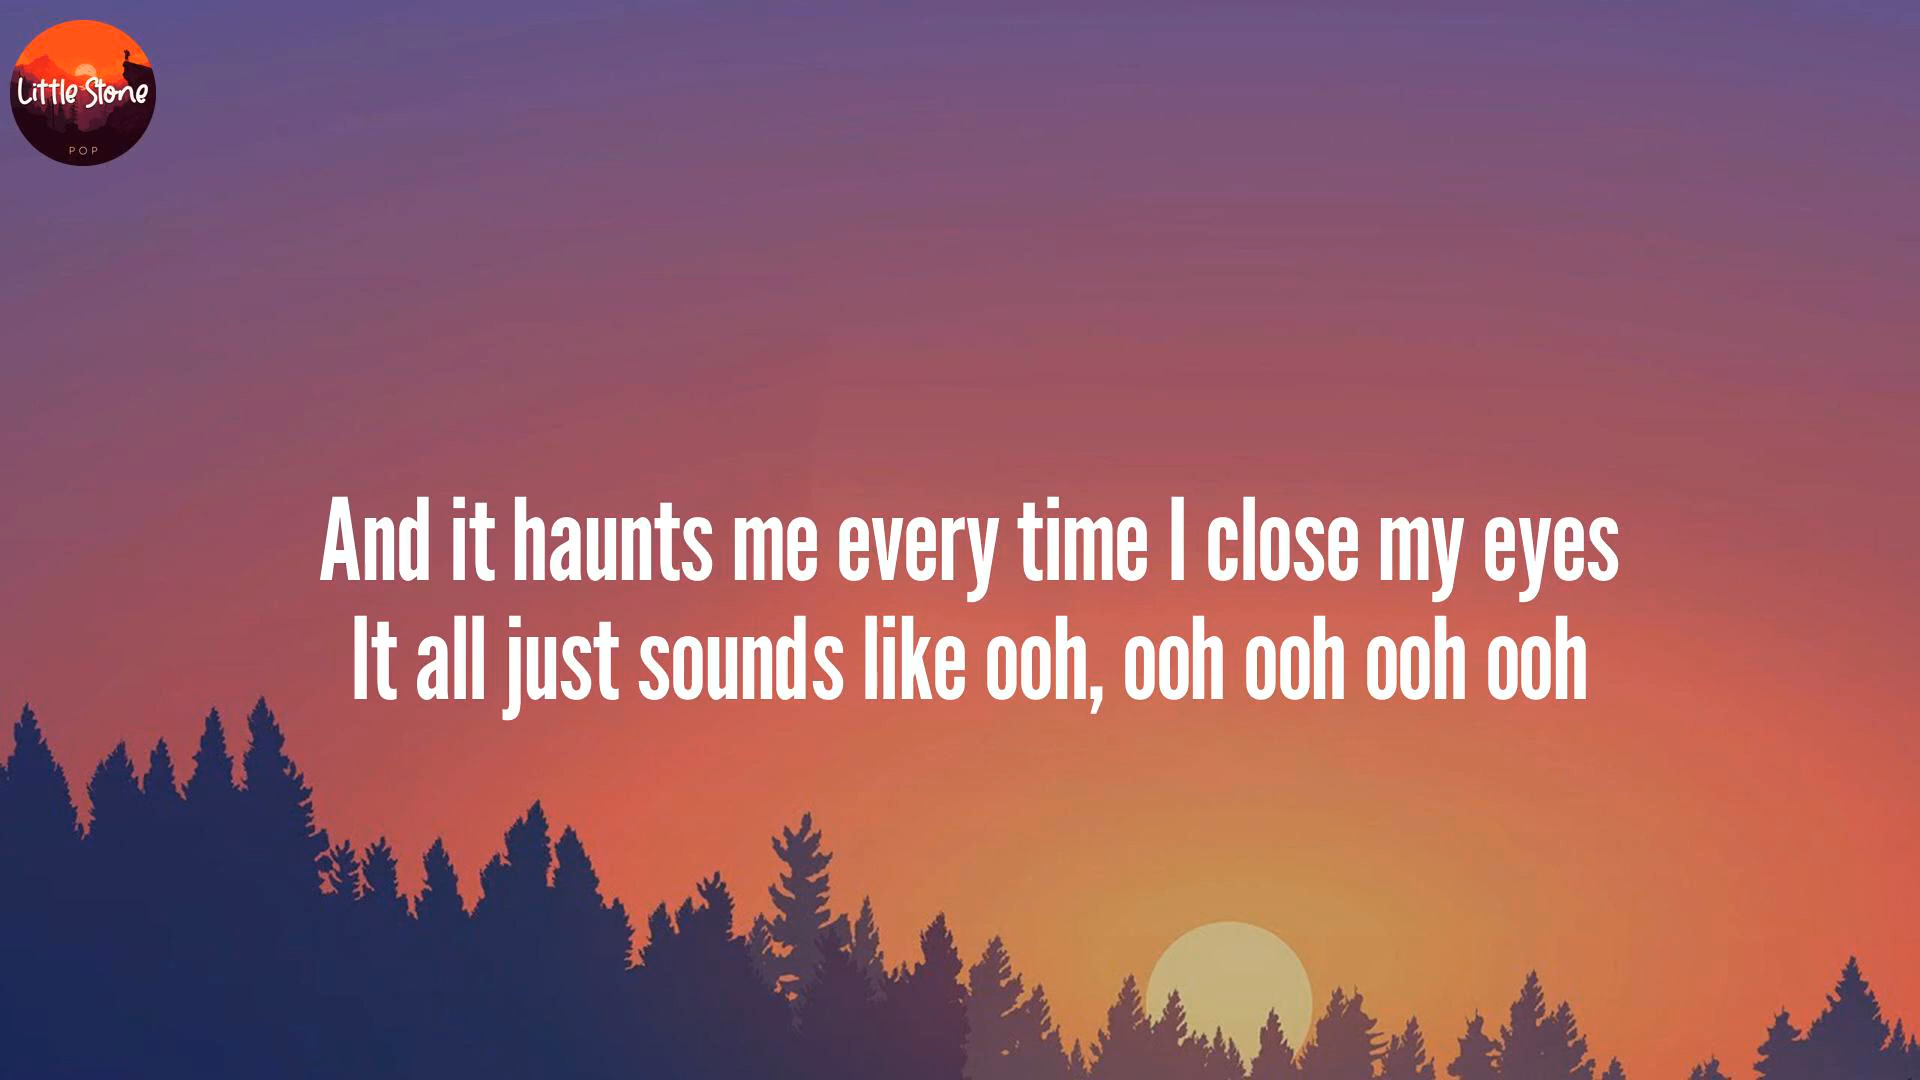 Little Stone
POP
And it haunts me every time I close my eyes
It all just sounds like ooh, ooh ooh ooh ooh